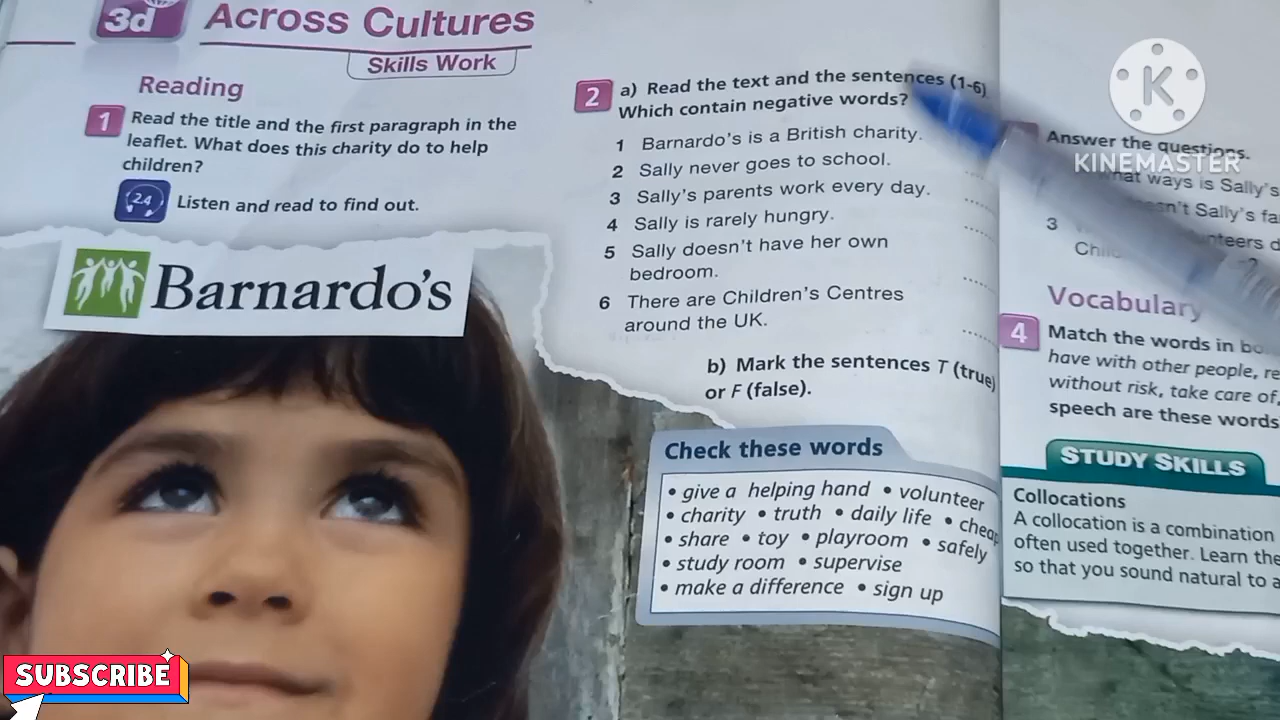 3d Across Cultures
Skills Work
Reading
1 Read the title and the first paragraph in the
leaflet. What does this charity do to help
children?
2.4 Listen and read to find out.
Barnardo's
2 a) Read the text and the sentences (1-6)
Which contain negative words?
1 Barnardo's is a British charity.
2 Sally never goes to school.
3 Sally's parents work every day.
4 Sally is rarely hungry.
5 Sally doesn't have her own
bedroom.
6 There are Children's Centres
around the UK.
b) Mark the sentences T (true)
or F (false).
Check these words
• give a helping hand • volunteer
• charity • truth • daily life • cheap
• share • toy • playroom • safely
• study room • supervise
• make a difference • sign up
K
KINEMASTER
Answer the questions.
ways is Sally's
Sally's
3
Vocabulary
4 Match the words in
have with other people,
without risk, take care of,
speech are these words
STUDY SKILLS
Collocations
A collocation is a combination
often used together. Learn
so that you sound natural to
SUBSCRIBE